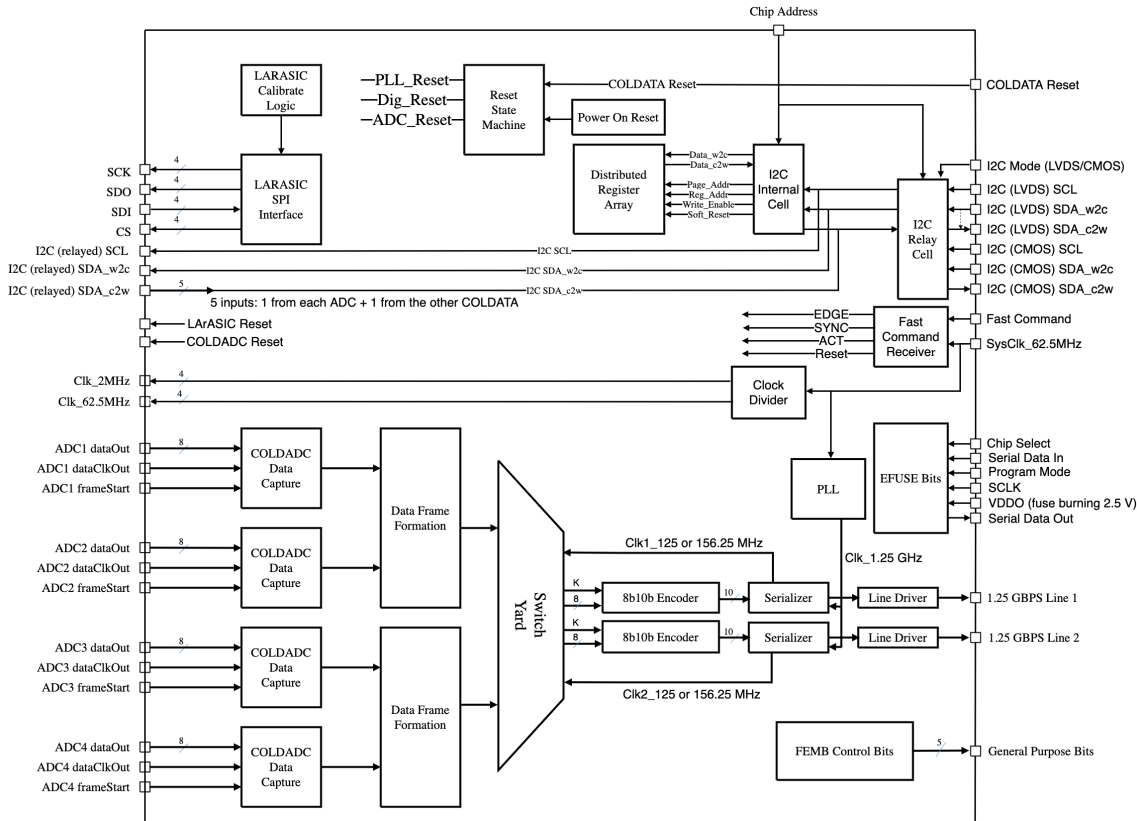 Chip Address
LARASIC
Calibrate
Logic
PLL_Reset
Dig_Reset
ADC_Reset
Reset
State
Machine
COLDATA Reset
COLDATA Reset
Power On Reset
Distributed
Register
Array
Data_w2c
Data_c2w
Page_Addr
Reg_Addr
Write_Enable
Soft_Reset
I2C
Internal
Cell
I2C
Relay
Cell
I2C Mode (LVDS/CMOS)
I2C (LVDS) SCL
I2C (LVDS) SDA_w2c
I2C (LVDS) SDA_c2w
I2C (CMOS) SCL
I2C (CMOS) SDA_w2c
I2C (CMOS) SDA_c2w
SCK
SDO
SDI
CS
4
4
4
4
LARASIC
SPI
Interface
I2C (relayed) SCL
I2C (relayed) SDA_w2c
I2C (relayed) SDA_c2w
I2C SCL
I2C SDA_w2c
I2C SDA_c2w
5
5 inputs: 1 from each ADC + 1 from the other COLDATA
LArASIC Reset
COLDADC Reset
EDGE
SYNC
ACT
Reset
Fast
Command
Receiver
Fast Command
SysClk_62.5MHz
Clk_2MHz
Clk_62.5MHz
4
4
Clock
Divider
ADC1 dataOut
ADC1 dataClkOut
ADC1 frameStart
8
COLDADC
Data
Capture
ADC2 dataOut
ADC2 dataClkOut
ADC2 frameStart
8
COLDADC
Data
Capture
Data Frame
Formation
ADC3 dataOut
ADC3 dataClkOut
ADC3 frameStart
8
COLDADC
Data
Capture
ADC4 dataOut
ADC4 dataClkOut
ADC4 frameStart
8
COLDADC
Data
Capture
Data Frame
Formation
Switch
Yard
PLL
EFUSE Bits
Chip Select
Serial Data In
Program Mode
SCLK
VDDO (fuse burning 2.5 V)
Serial Data Out
Clk1_125 or 156.25 MHz
Clk_1.25 GHz
K
8
8b10b Encoder
10
Serializer
Line Driver
1.25 GBPS Line 1
K
8
8b10b Encoder
10
Serializer
Line Driver
1.25 GBPS Line 2
Clk2_125 or 156.25 MHz
FEMB Control Bits
5
General Purpose Bits